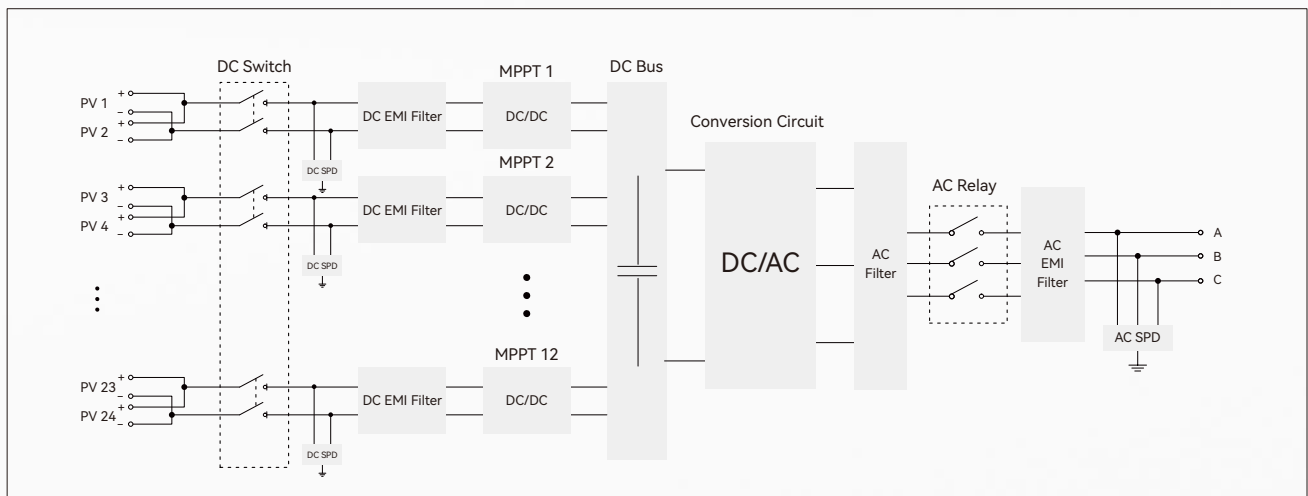 MPPT 1
DC Switch
DC Bus
+
PV 1
−
DC EMI Filter
DC/DC
+
PV 2
−
Conversion Circuit
MPPT 2
DC SPD
+
PV 3
−
DC EMI Filter
DC/DC
AC Relay
+
PV 4
−
A
DC/AC
AC
Filter
AC
EMI
Filter
B
DC SPD
C
AC SPD
MPPT 12
+
PV 23
−
DC EMI Filter
DC/DC
+
PV 24
−
DC SPD